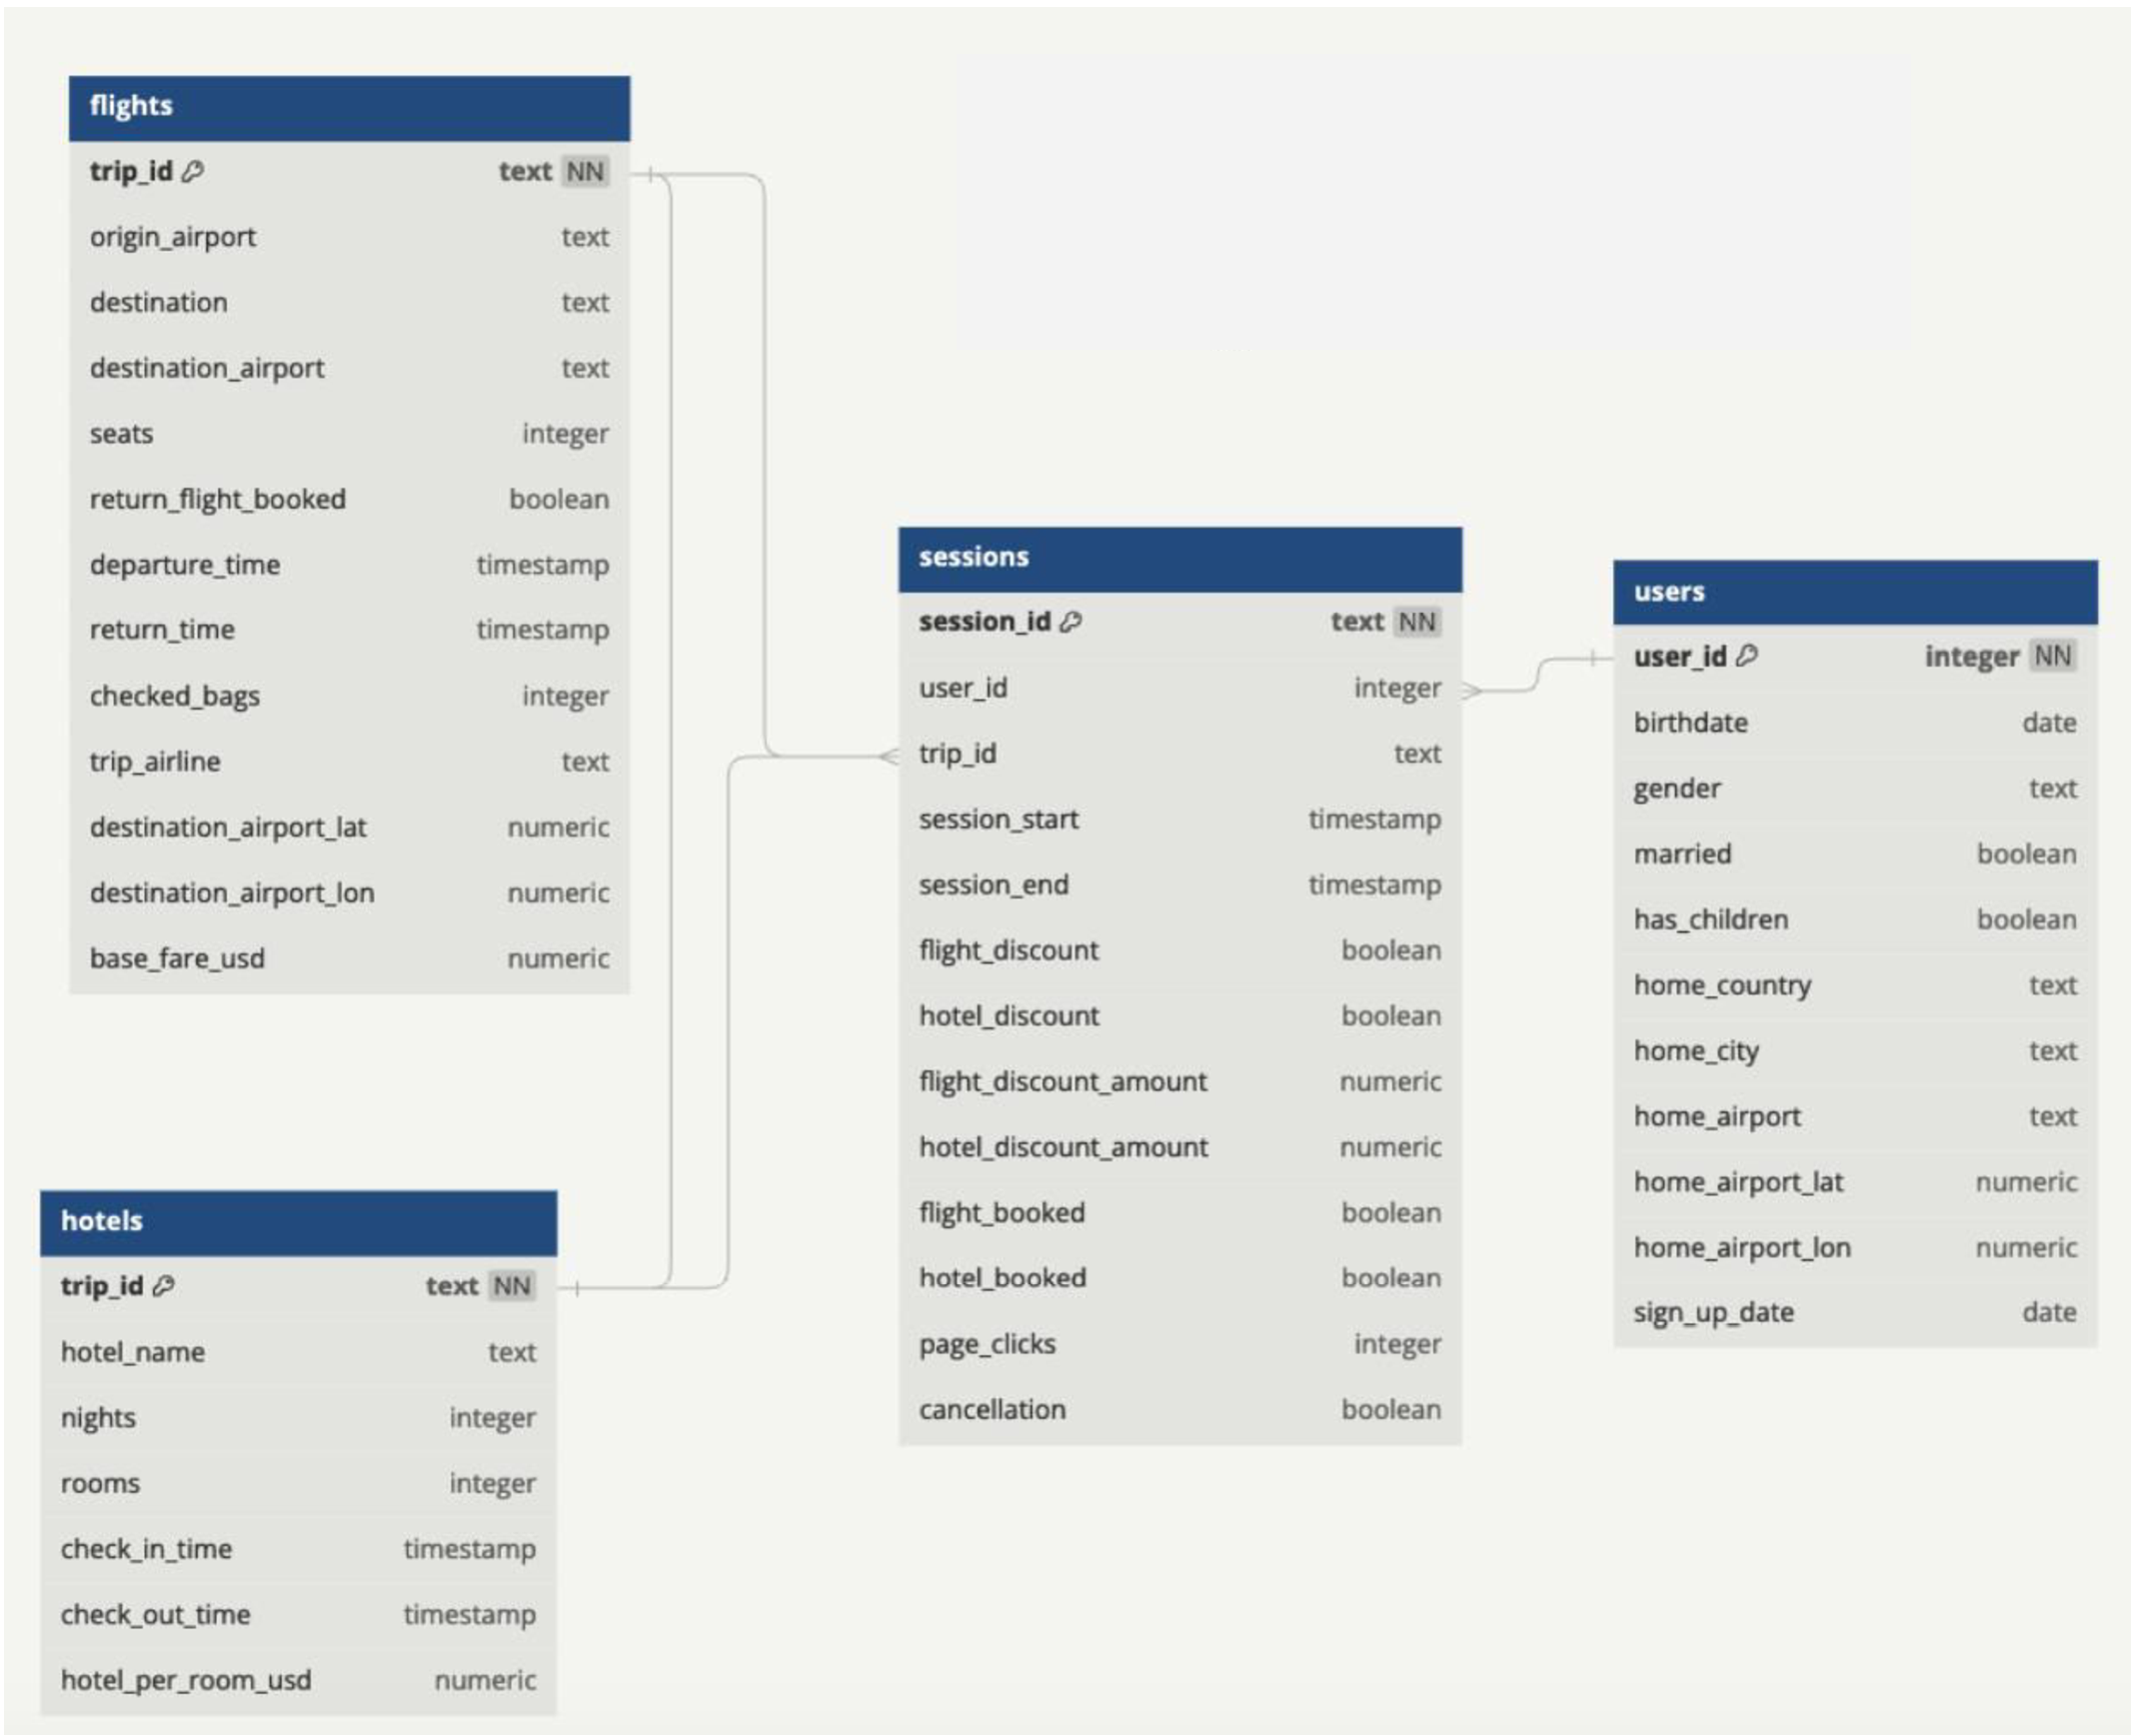 flights
trip_id text NN
origin_airport text
destination text
destination_airport text
seats integer
return_flight_booked boolean
departure_time timestamp
return_time timestamp
checked_bags integer
trip_airline text
destination_airport_lat numeric
destination_airport_lon numeric
base_fare_usd numeric
hotels
trip_id text NN
hotel_name text
nights integer
rooms integer
check_in_time timestamp
check_out_time timestamp
hotel_per_room_usd numeric
sessions
session_id text NN
user_id integer
trip_id text
session_start timestamp
session_end timestamp
flight_discount boolean
hotel_discount boolean
flight_discount_amount numeric
hotel_discount_amount numeric
flight_booked boolean
hotel_booked boolean
page_clicks integer
cancellation boolean
users
user_id integer NN
birthdate date
gender text
married boolean
has_children boolean
home_country text
home_city text
home_airport text
home_airport_lat numeric
home_airport_lon numeric
sign_up_date date